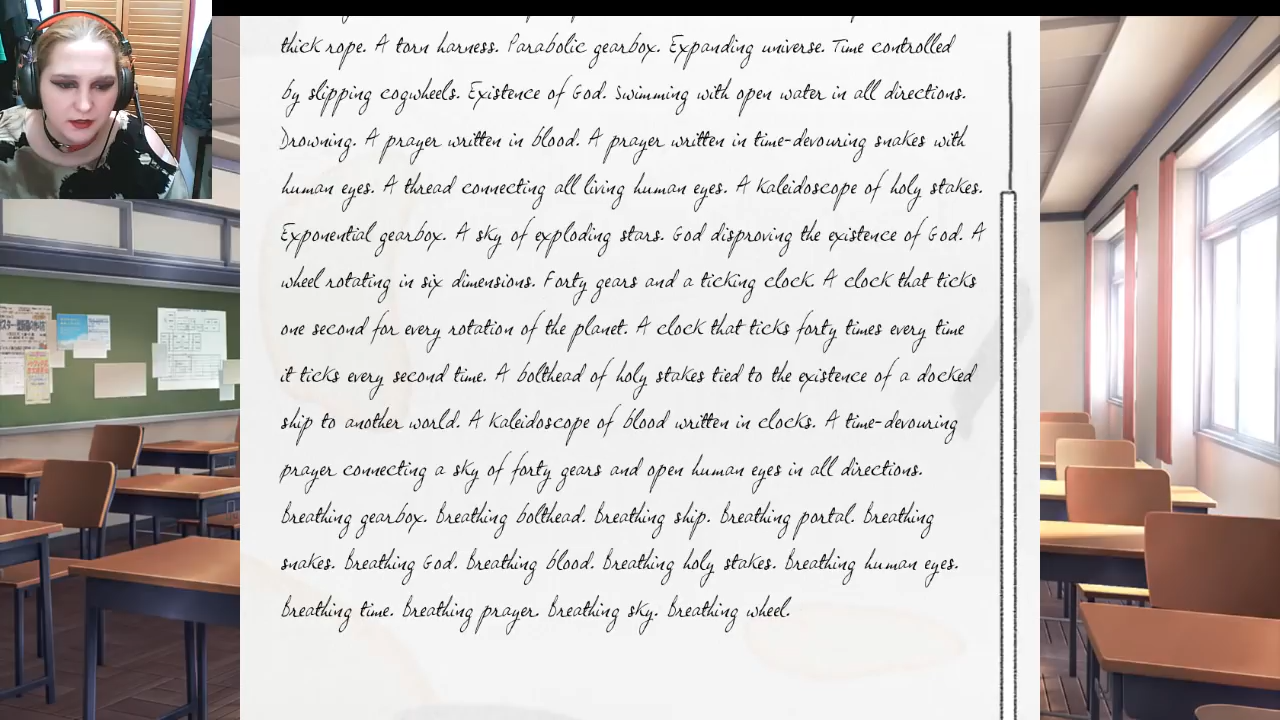 thick rope. A torn harness. Parabolic gearbox. Expanding universe. Time controlled
by slipping cogwheels. Existence of God. Swimming with open water in all directions.
Drowning. A prayer written in blood. A prayer written in time-devouring snakes with
human eyes. A thread connecting all living human eyes. A kaleidoscope of holy stakes.
Exponential gearbox. A sky of exploding stars. God disproving the existence of God. A
wheel rotating in six dimensions. Forty gears and a ticking clock. A clock that ticks
one second for every rotation of the planet. A clock that ticks forty times every time
it ticks every second time. A bolthead of holy stakes tied to the existence of a docked
ship to another world. A kaleidoscope of blood written in clocks. A time-devouring
prayer connecting a sky of forty gears and open human eyes in all directions.
Breathing gearbox. Breathing bolthead. Breathing ship. Breathing portal. Breathing
snakes. Breathing God. Breathing blood. Breathing holy stakes. Breathing human eyes.
Breathing time. Breathing prayer. Breathing sky. Breathing wheel.